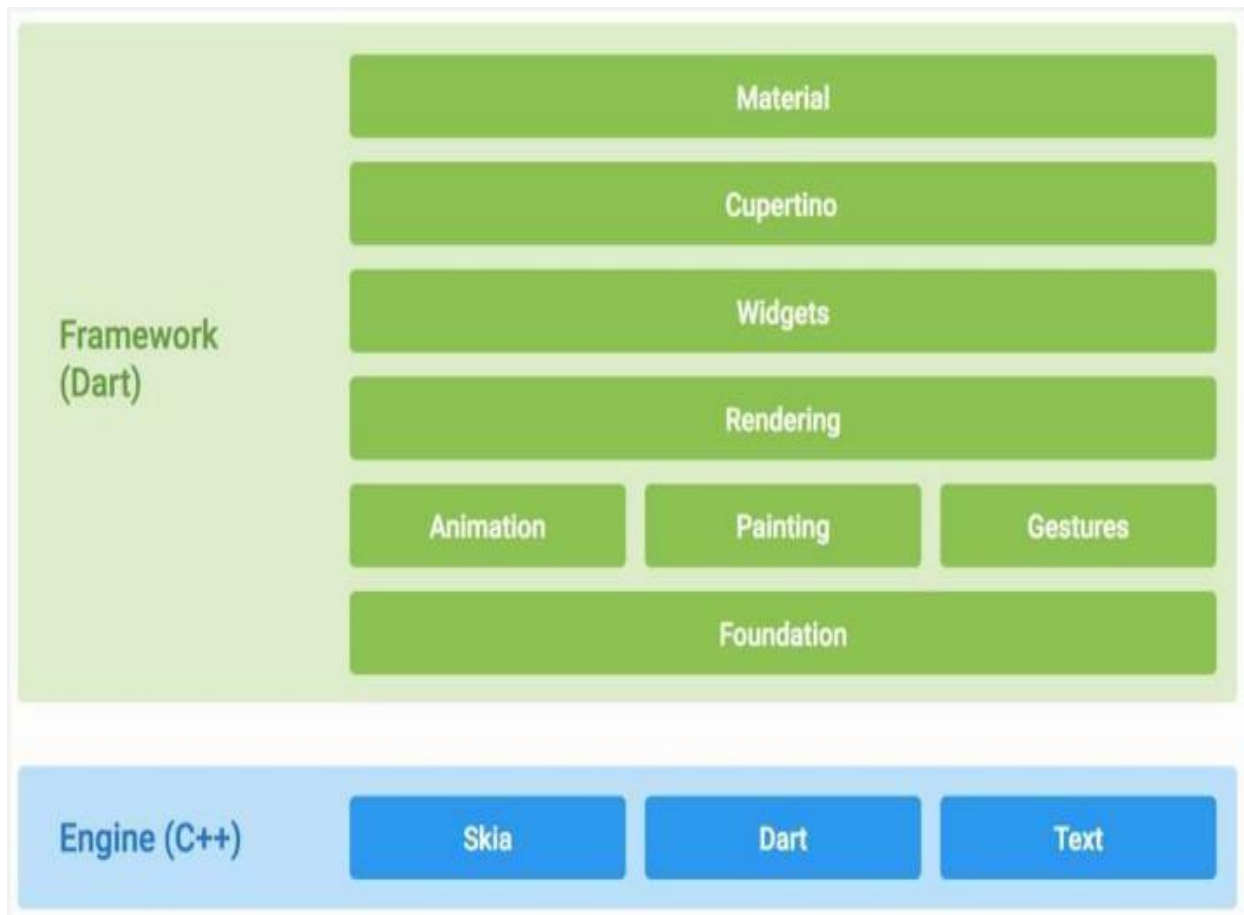 Material
Cupertino
Widgets
Framework
(Dart)
Rendering
Animation
Painting
Gestures
Foundation
Engine (C++)
Skia
Dart
Text